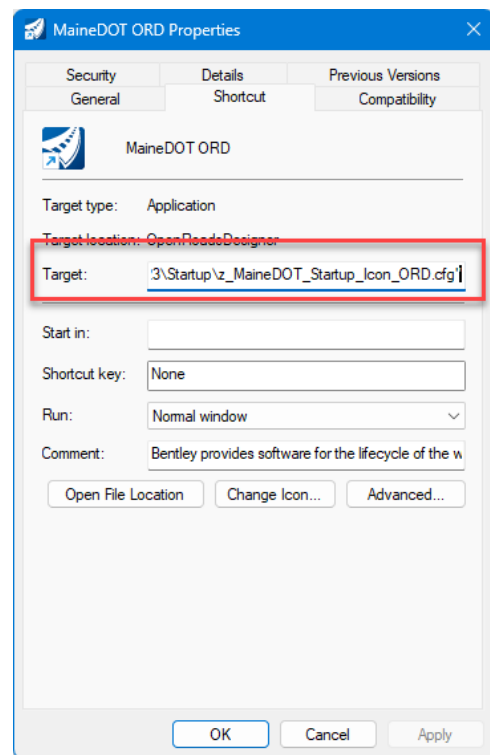 MaineDOT ORD Properties
Security Details Previous Versions
General Shortcut Compatibility
MaineDOT ORD
Target type: Application
Target location: OpenRoadsDesigner
Target: :3\Startup\z_MaineDOT_Startup_Icon_ORD.cfg"
Start in:
Shortcut key: None
Run: Normal window
Comment: Bentley provides software for the lifecycle of the w
Open File Location Change Icon... Advanced...
OK Cancel Apply